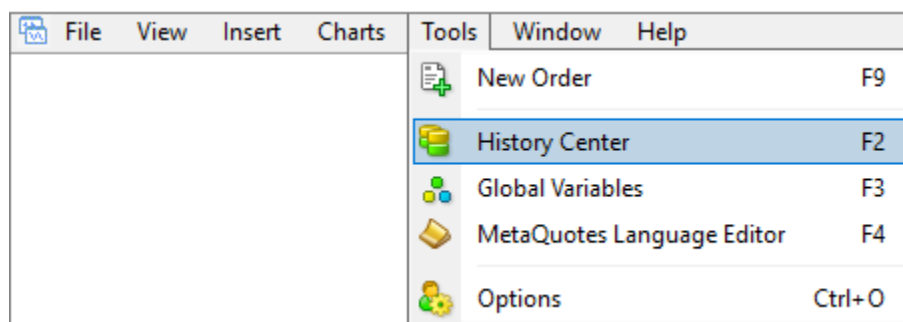 File View Insert Charts Tools Window Help
New Order F9
History Center F2
Global Variables F3
MetaQuotes Language Editor F4
Options Ctrl+O